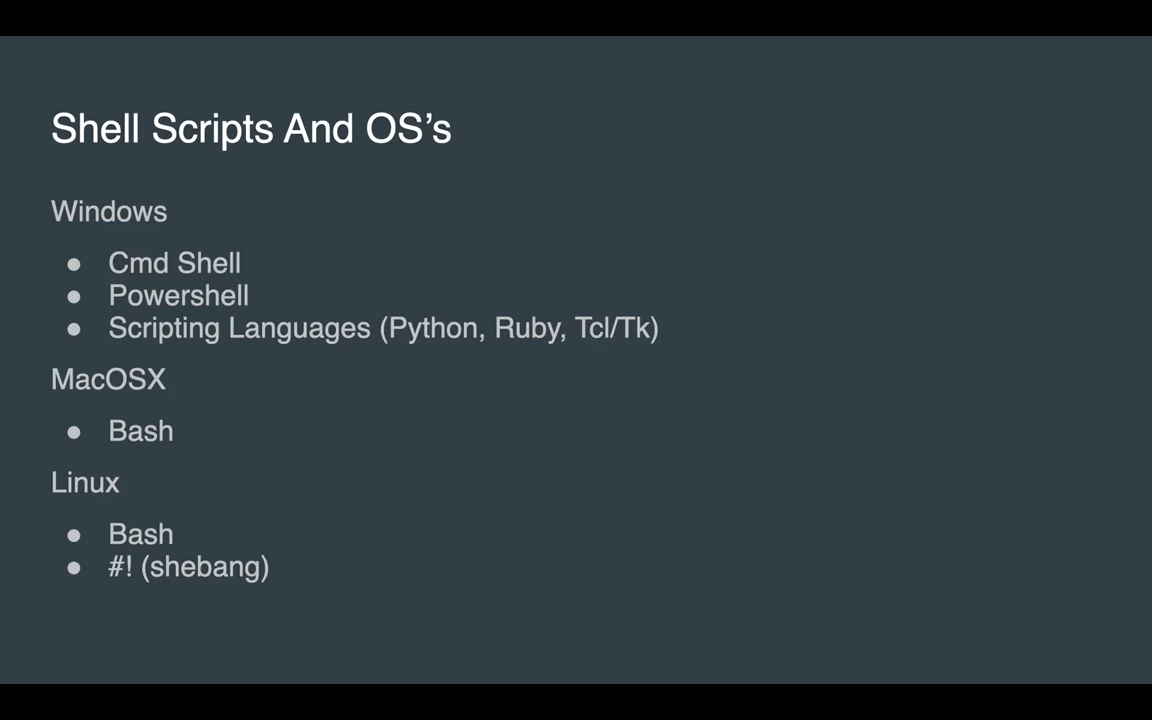 Shell Scripts And OS’s
Windows
● Cmd Shell
● Powershell
● Scripting Languages (Python, Ruby, Tcl/Tk)
MacOSX
● Bash
Linux
● Bash
● #! (shebang)